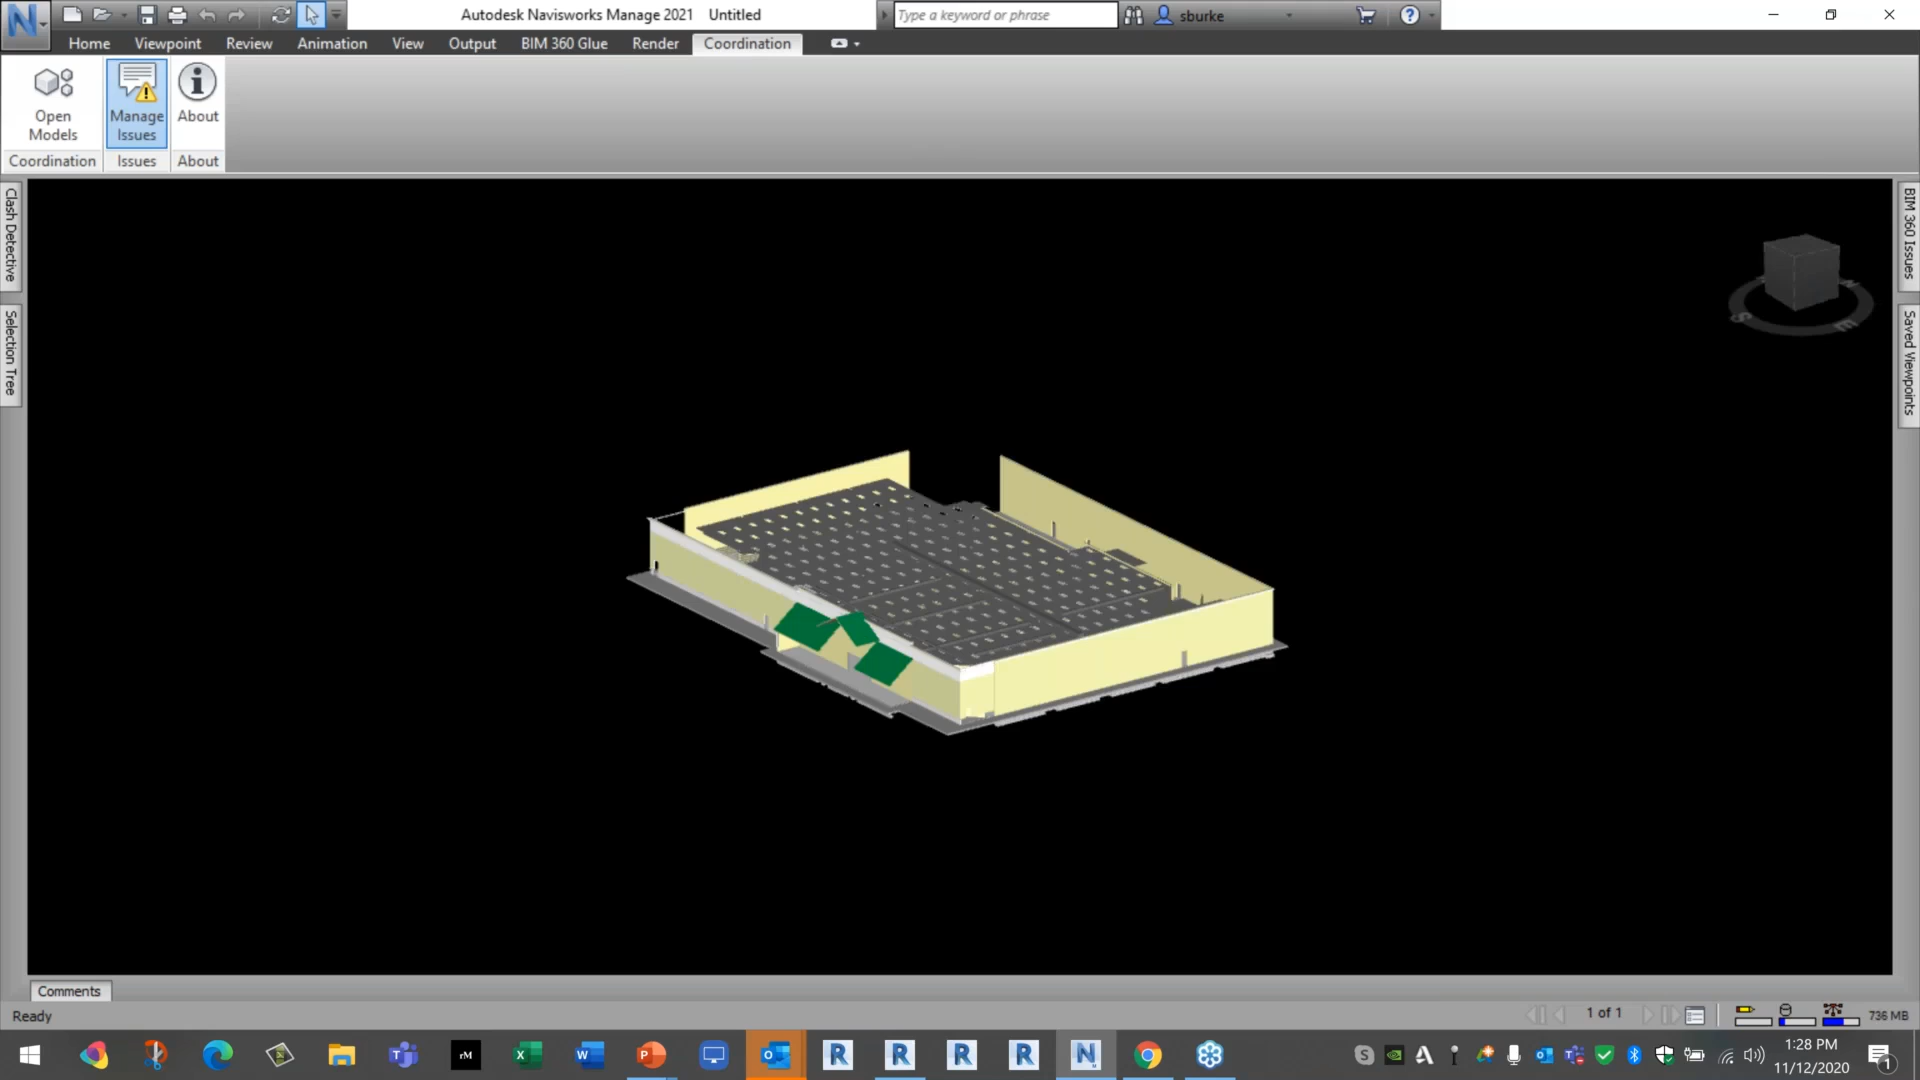 Autodesk Navisworks Manage 2021 Untitled
Type a keyword or phrase
sburke
Home Viewpoint Review Animation View Output BIM 360 Glue Render Coordination
Open Models
Manage Issues
About
Coordination Issues About
Clash Detective
Selection Tree
BIM 360 Issues
Saved Viewpoints
S
E
Comments
Ready
1 of 1
736 MB
1:28 PM
11/12/2020
1